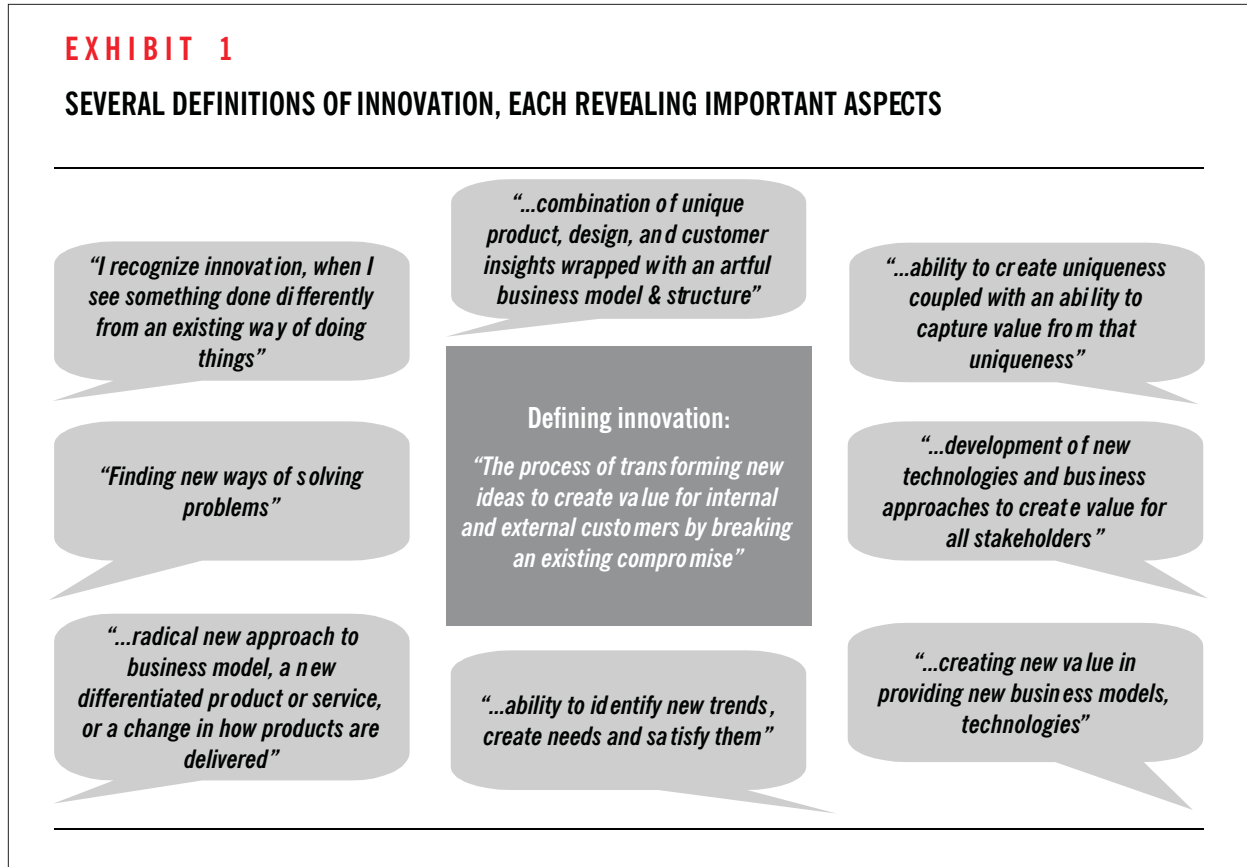 EXHIBIT 1
SEVERAL DEFINITIONS OF INNOVATION, EACH REVEALING IMPORTANT ASPECTS
“I recognize innovation, when I
see something done differently
from an existing way of doing
things”
“...combination of unique
product, design, and customer
insights wrapped with an artful
business model & structure”
“...ability to create uniqueness
coupled with an ability to
capture value from that
uniqueness”
“Finding new ways of solving
problems”
Defining innovation:
“The process of transforming new
ideas to create value for internal
and external customers by breaking
an existing compromise”
“...development of new
technologies and business
approaches to create value for
all stakeholders”
“...radical new approach to
business model, a new
differentiated product or service,
or a change in how products are
delivered”
“...ability to identify new trends,
create needs and satisfy them”
“...creating new value in
providing new business models,
technologies”